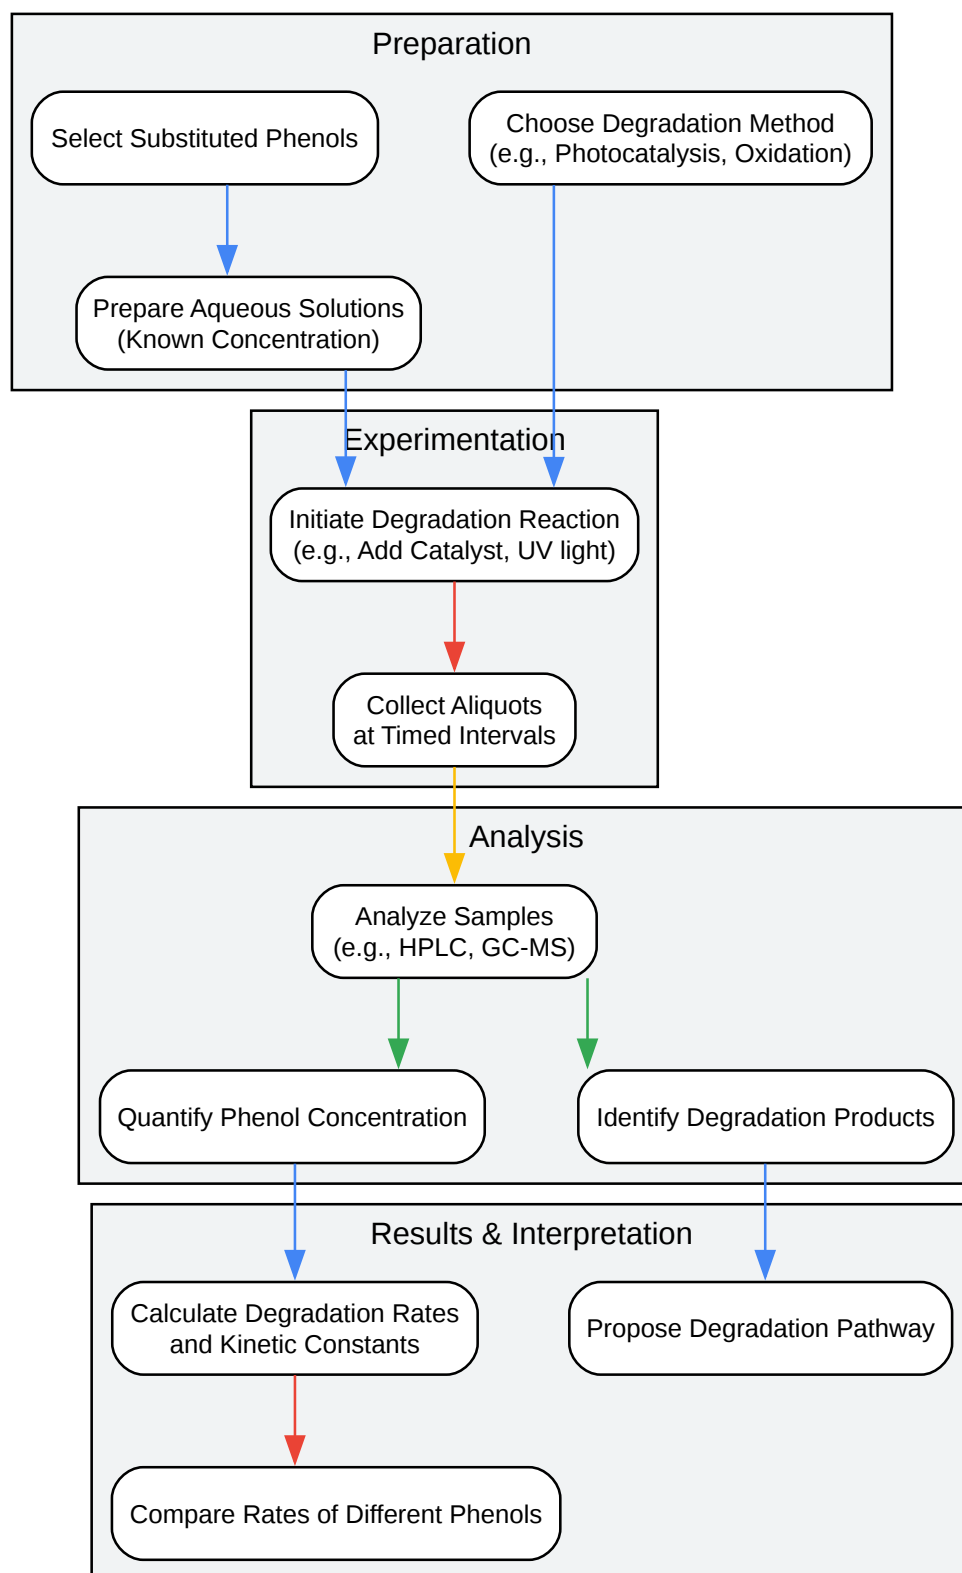 Preparation
Select Substituted Phenols
Choose Degradation Method
(e.g., Photocatalysis, Oxidation)
Prepare Aqueous Solutions
(Known Concentration)
Experimentation
Initiate Degradation Reaction
(e.g., Add Catalyst, UV light)
Collect Aliquots
at Timed Intervals
Analysis
Analyze Samples
(e.g., HPLC, GC-MS)
Quantify Phenol Concentration
Identify Degradation Products
Results & Interpretation
Calculate Degradation Rates
and Kinetic Constants
Propose Degradation Pathway
Compare Rates of Different Phenols